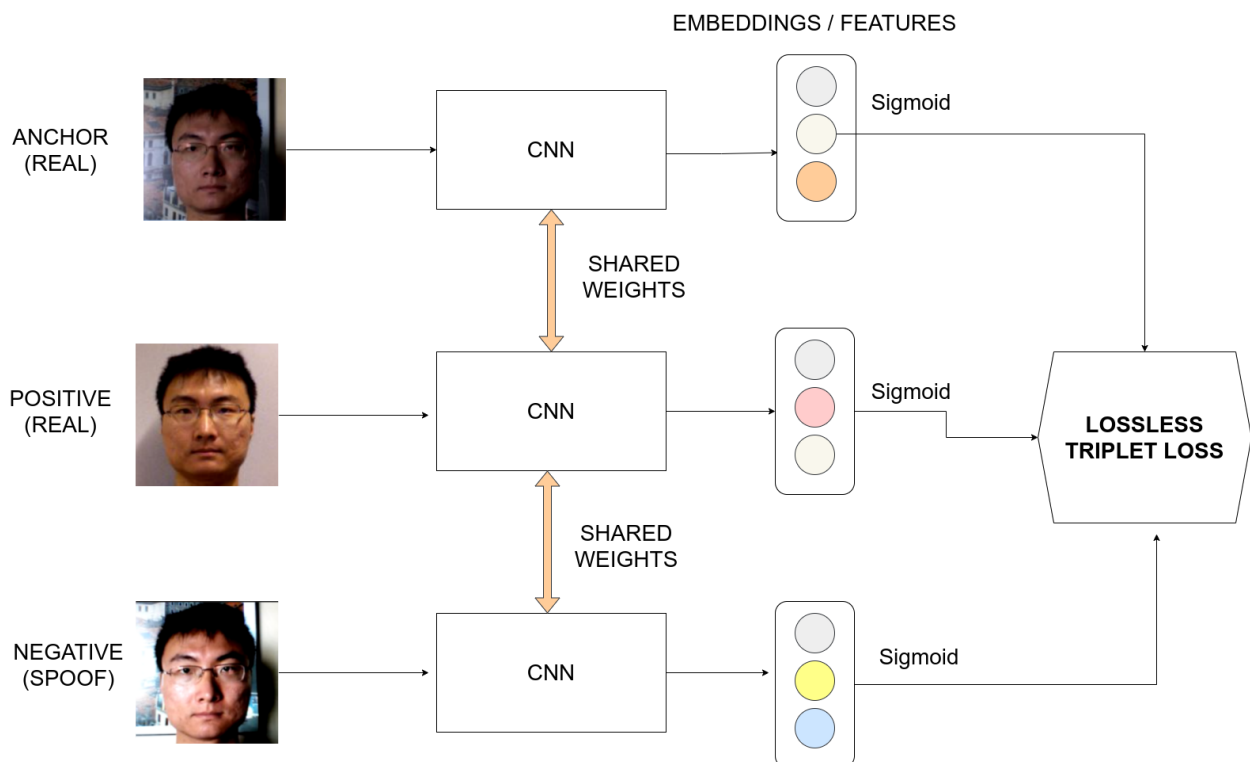 EMBEDDINGS / FEATURES
ANCHOR
(REAL)
CNN
Sigmoid
SHARED
WEIGHTS
POSITIVE
(REAL)
CNN
Sigmoid
LOSSLESS
TRIPLET LOSS
SHARED
WEIGHTS
NEGATIVE
(SPOOF)
CNN
Sigmoid